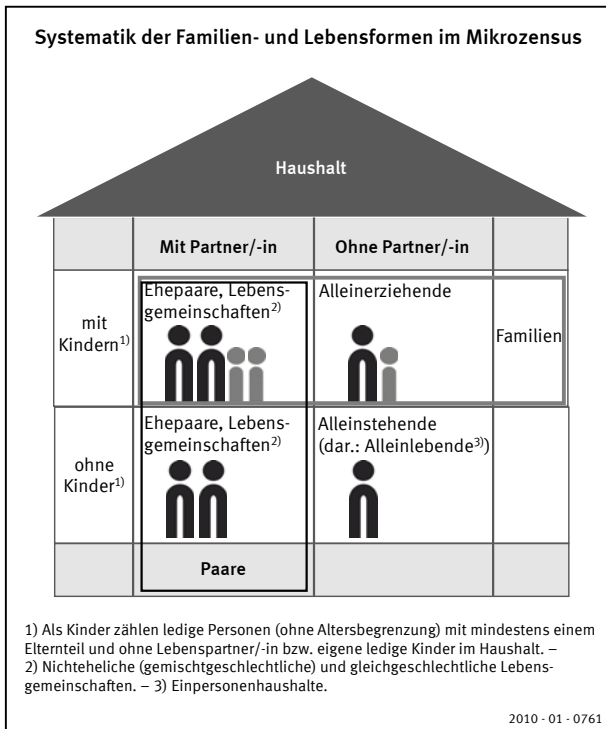 Systematik der Familien- und Lebensformen im Mikrozensus
Haushalt
Mit Partner/-in
Ohne Partner/-in
mit
Kindern1)
Ehepaare, Lebens-
gemeinschaften2)
Alleinerziehende
Familien
ohne
Kinder1)
Ehepaare, Lebens-
gemeinschaften2)
Alleinstehende
(dar.: Alleinlebende3))
Paare
1) Als Kinder zählen ledige Personen (ohne Altersbegrenzung) mit mindestens einem
Elternteil und ohne Lebenspartner/-in bzw. eigene ledige Kinder im Haushalt. –
2) Nichteheliche (gemischtgeschlechtliche) und gleichgeschlechtliche Lebens-
gemeinschaften. – 3) Einpersonenhaushalte.
2010 - 01 - 0761